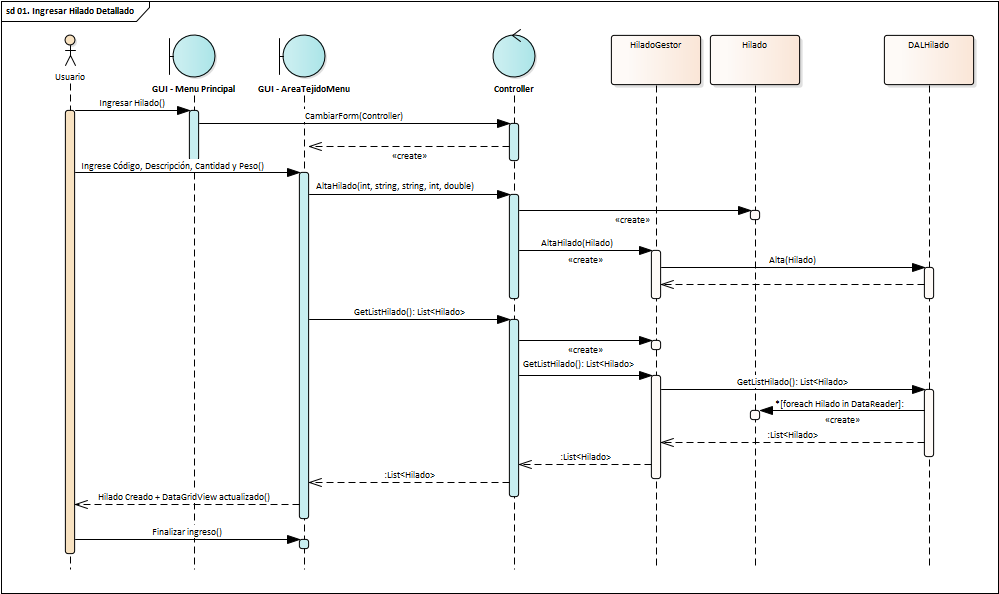 sd 01. Ingresar Hilado Detallado
Usuario
GUI - Menu Principal
GUI - AreaTejidoMenu
Controller
HiladoGestor
Hilado
DALHilado
Ingresar Hilado()
CambiarForm(Controller)
«create»
Ingrese Código, Descripción, Cantidad y Peso()
AltaHilado(int, string, string, int, double)
«create»
AltaHilado(Hilado)
«create»
Alta(Hilado)
GetListHilado(): List<Hilado>
«create»
GetListHilado(): List<Hilado>
GetListHilado(): List<Hilado>
*[foreach Hilado in DataReader]:
«create»
:List<Hilado>
:List<Hilado>
:List<Hilado>
Hilado Creado + DataGridView actualizado()
Finalizar ingreso()